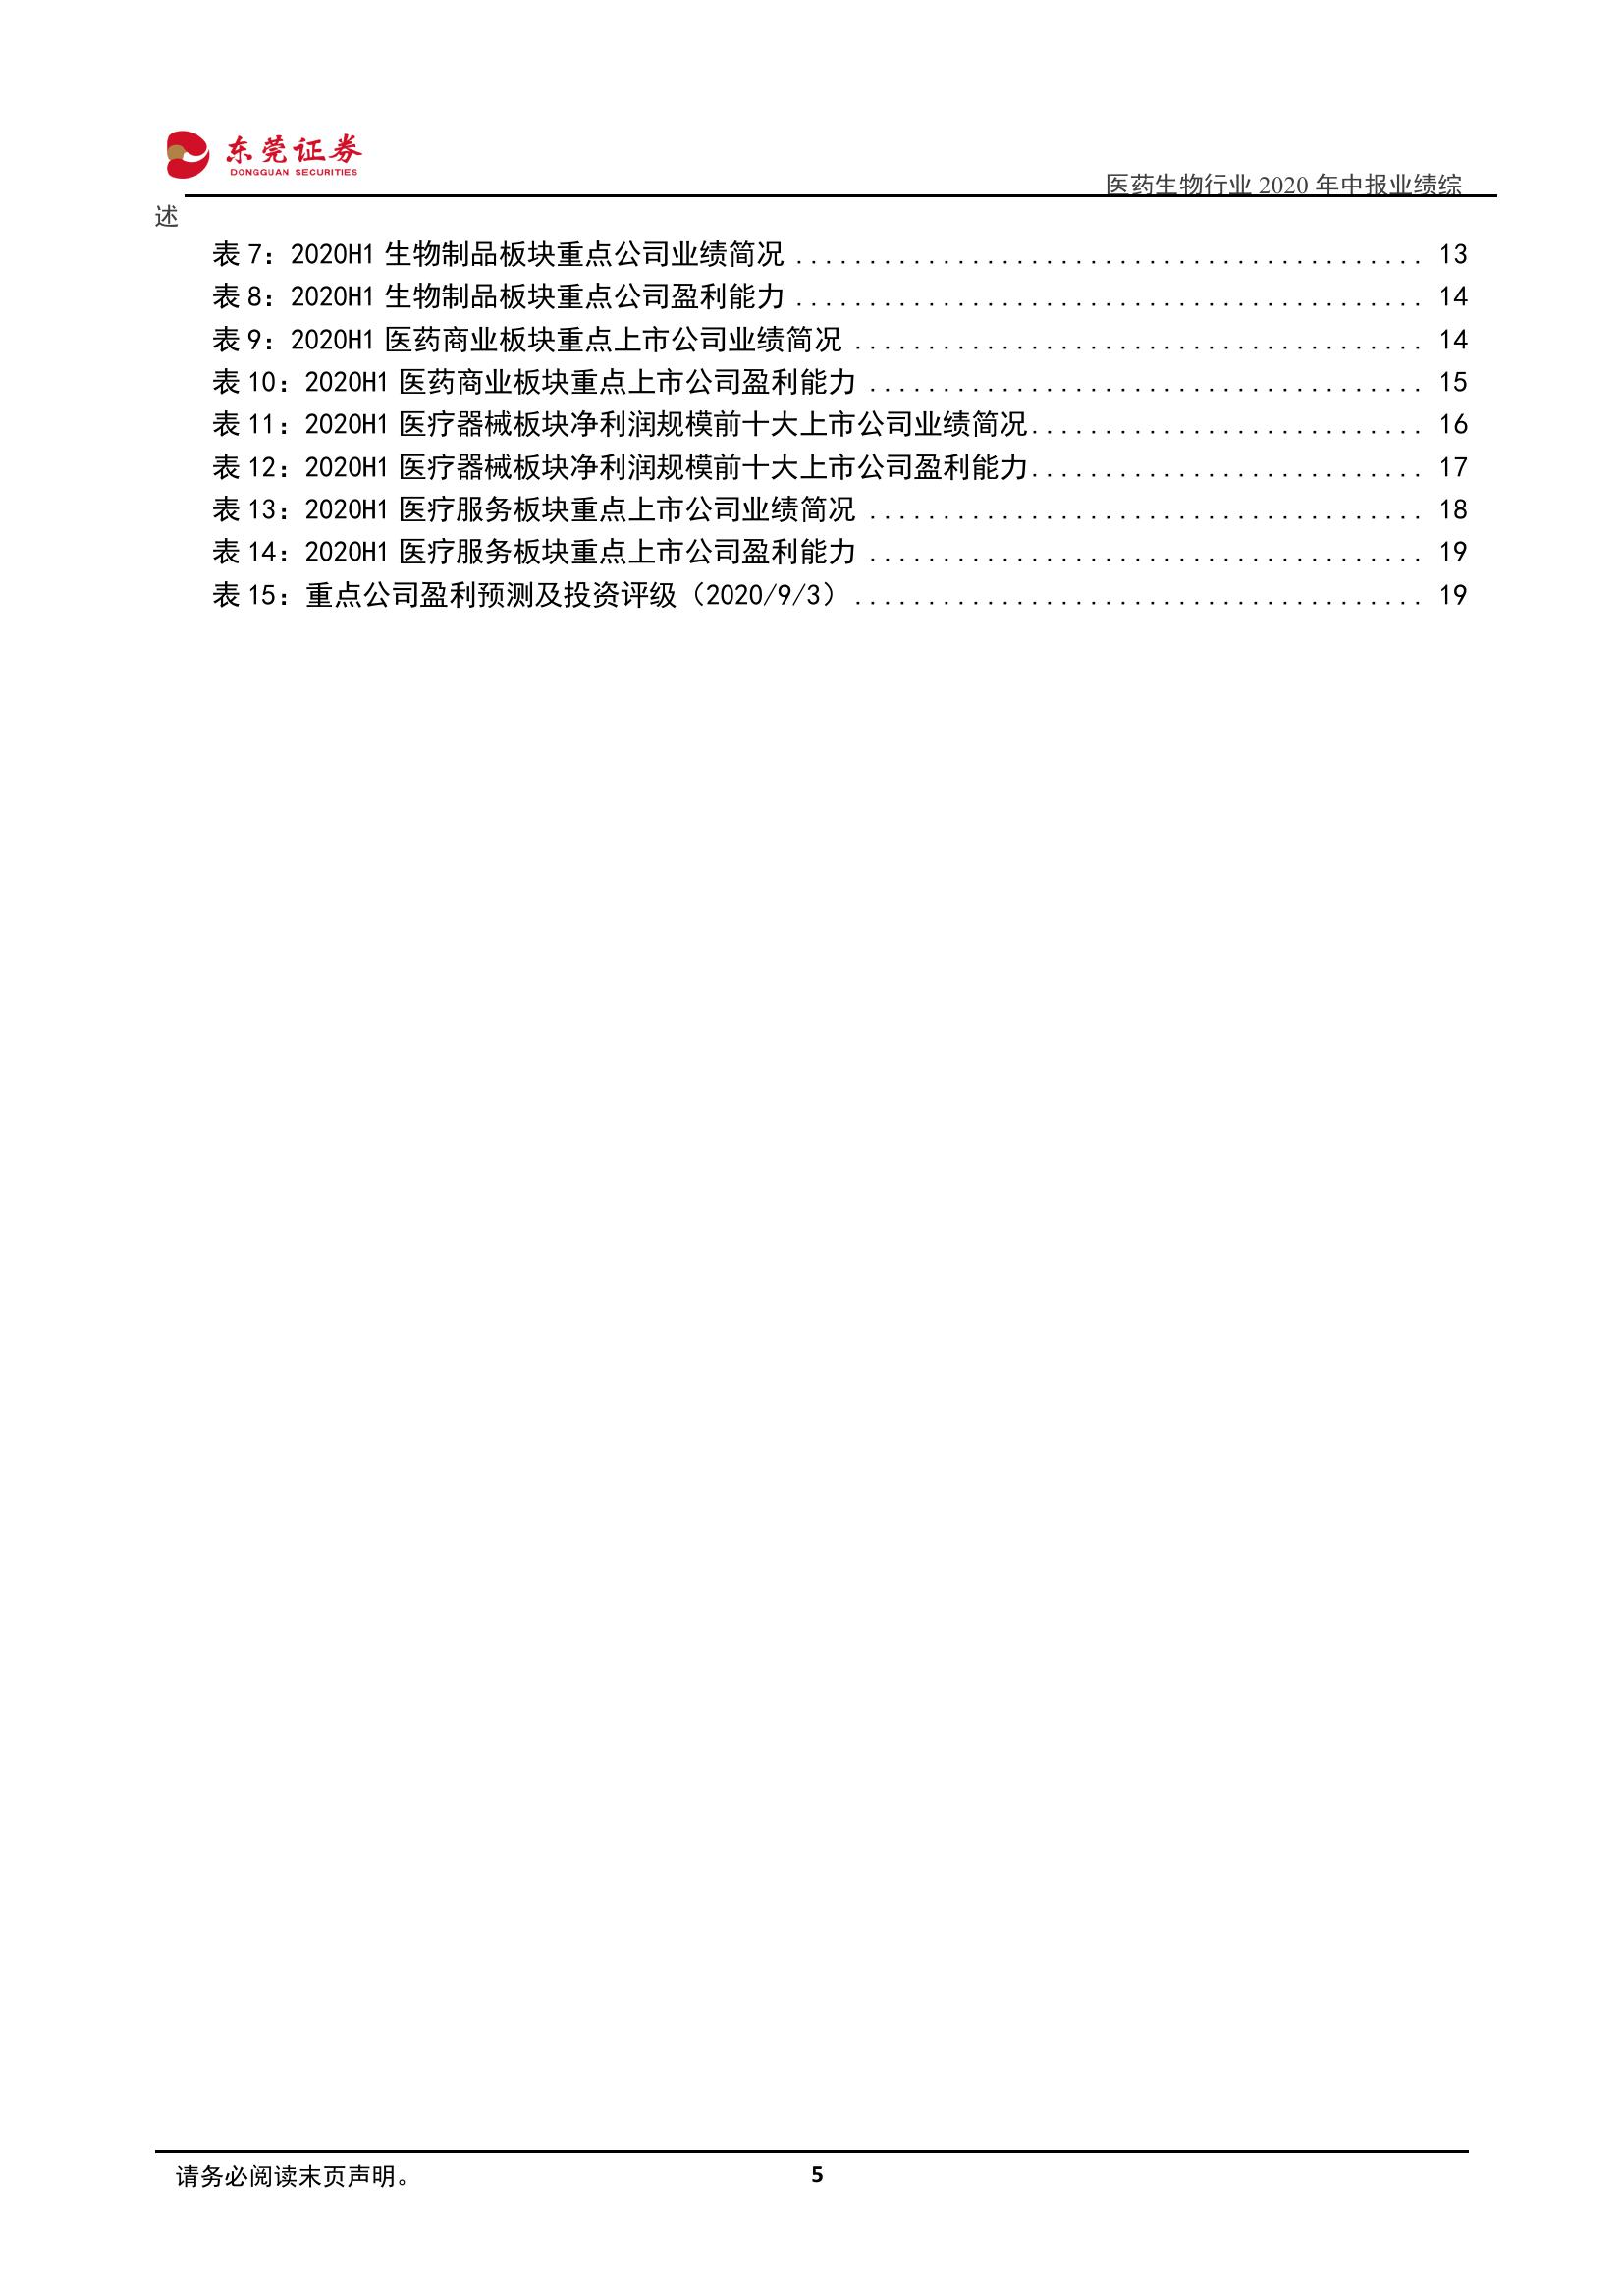 东莞证券
DONGGUAN SECURITIES
医药生物行业 2020 年中报业绩综
述
表 7：2020H1 生物制品板块重点公司业绩简况 ........................................... 13
表 8：2020H1 生物制品板块重点公司盈利能力 ........................................... 14
表 9：2020H1 医药商业板块重点上市公司业绩简况 ....................................... 14
表 10：2020H1 医药商业板块重点上市公司盈利能力 ...................................... 15
表 11：2020H1 医疗器械板块净利润规模前十大上市公司业绩简况........................... 16
表 12：2020H1 医疗器械板块净利润规模前十大上市公司盈利能力........................... 17
表 13：2020H1 医疗服务板块重点上市公司业绩简况 ...................................... 18
表 14：2020H1 医疗服务板块重点上市公司盈利能力 ...................................... 19
表 15：重点公司盈利预测及投资评级（2020/9/3）....................................... 19
请务必阅读末页声明。 5